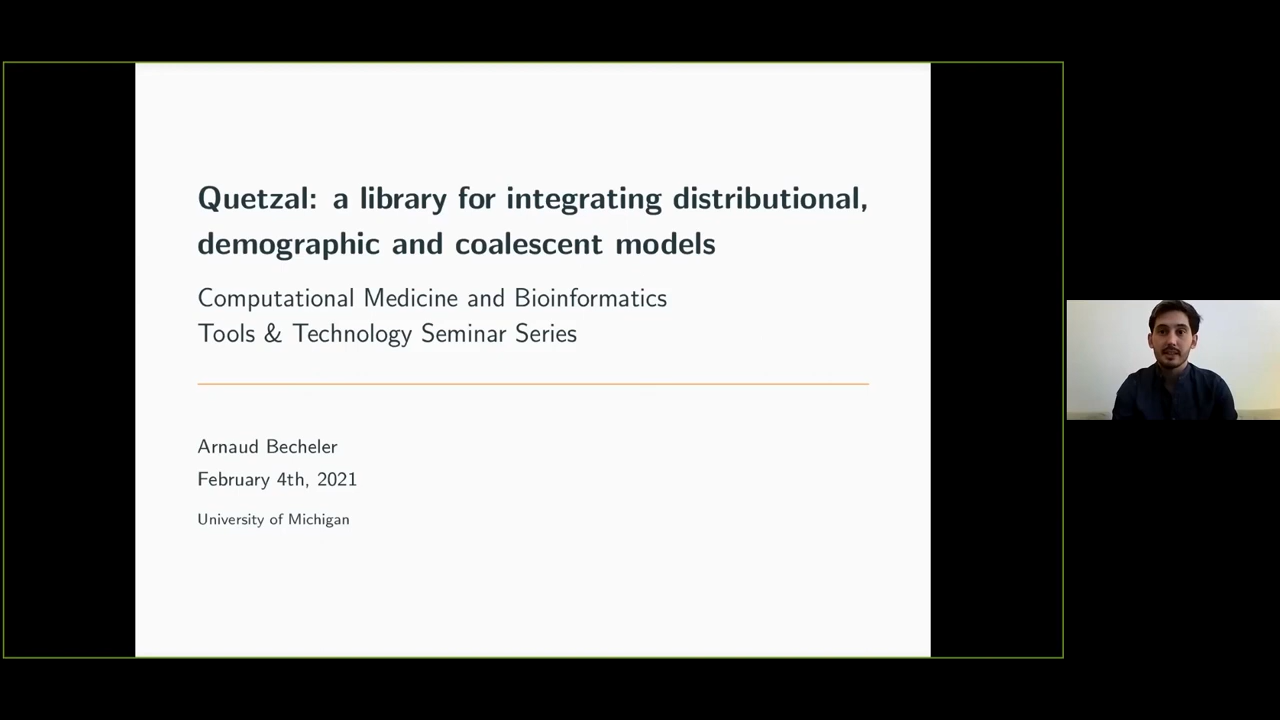 Quetzal: a library for integrating distributional,
demographic and coalescent models
Computational Medicine and Bioinformatics
Tools & Technology Seminar Series
Arnaud Becheler
February 4th, 2021
University of Michigan